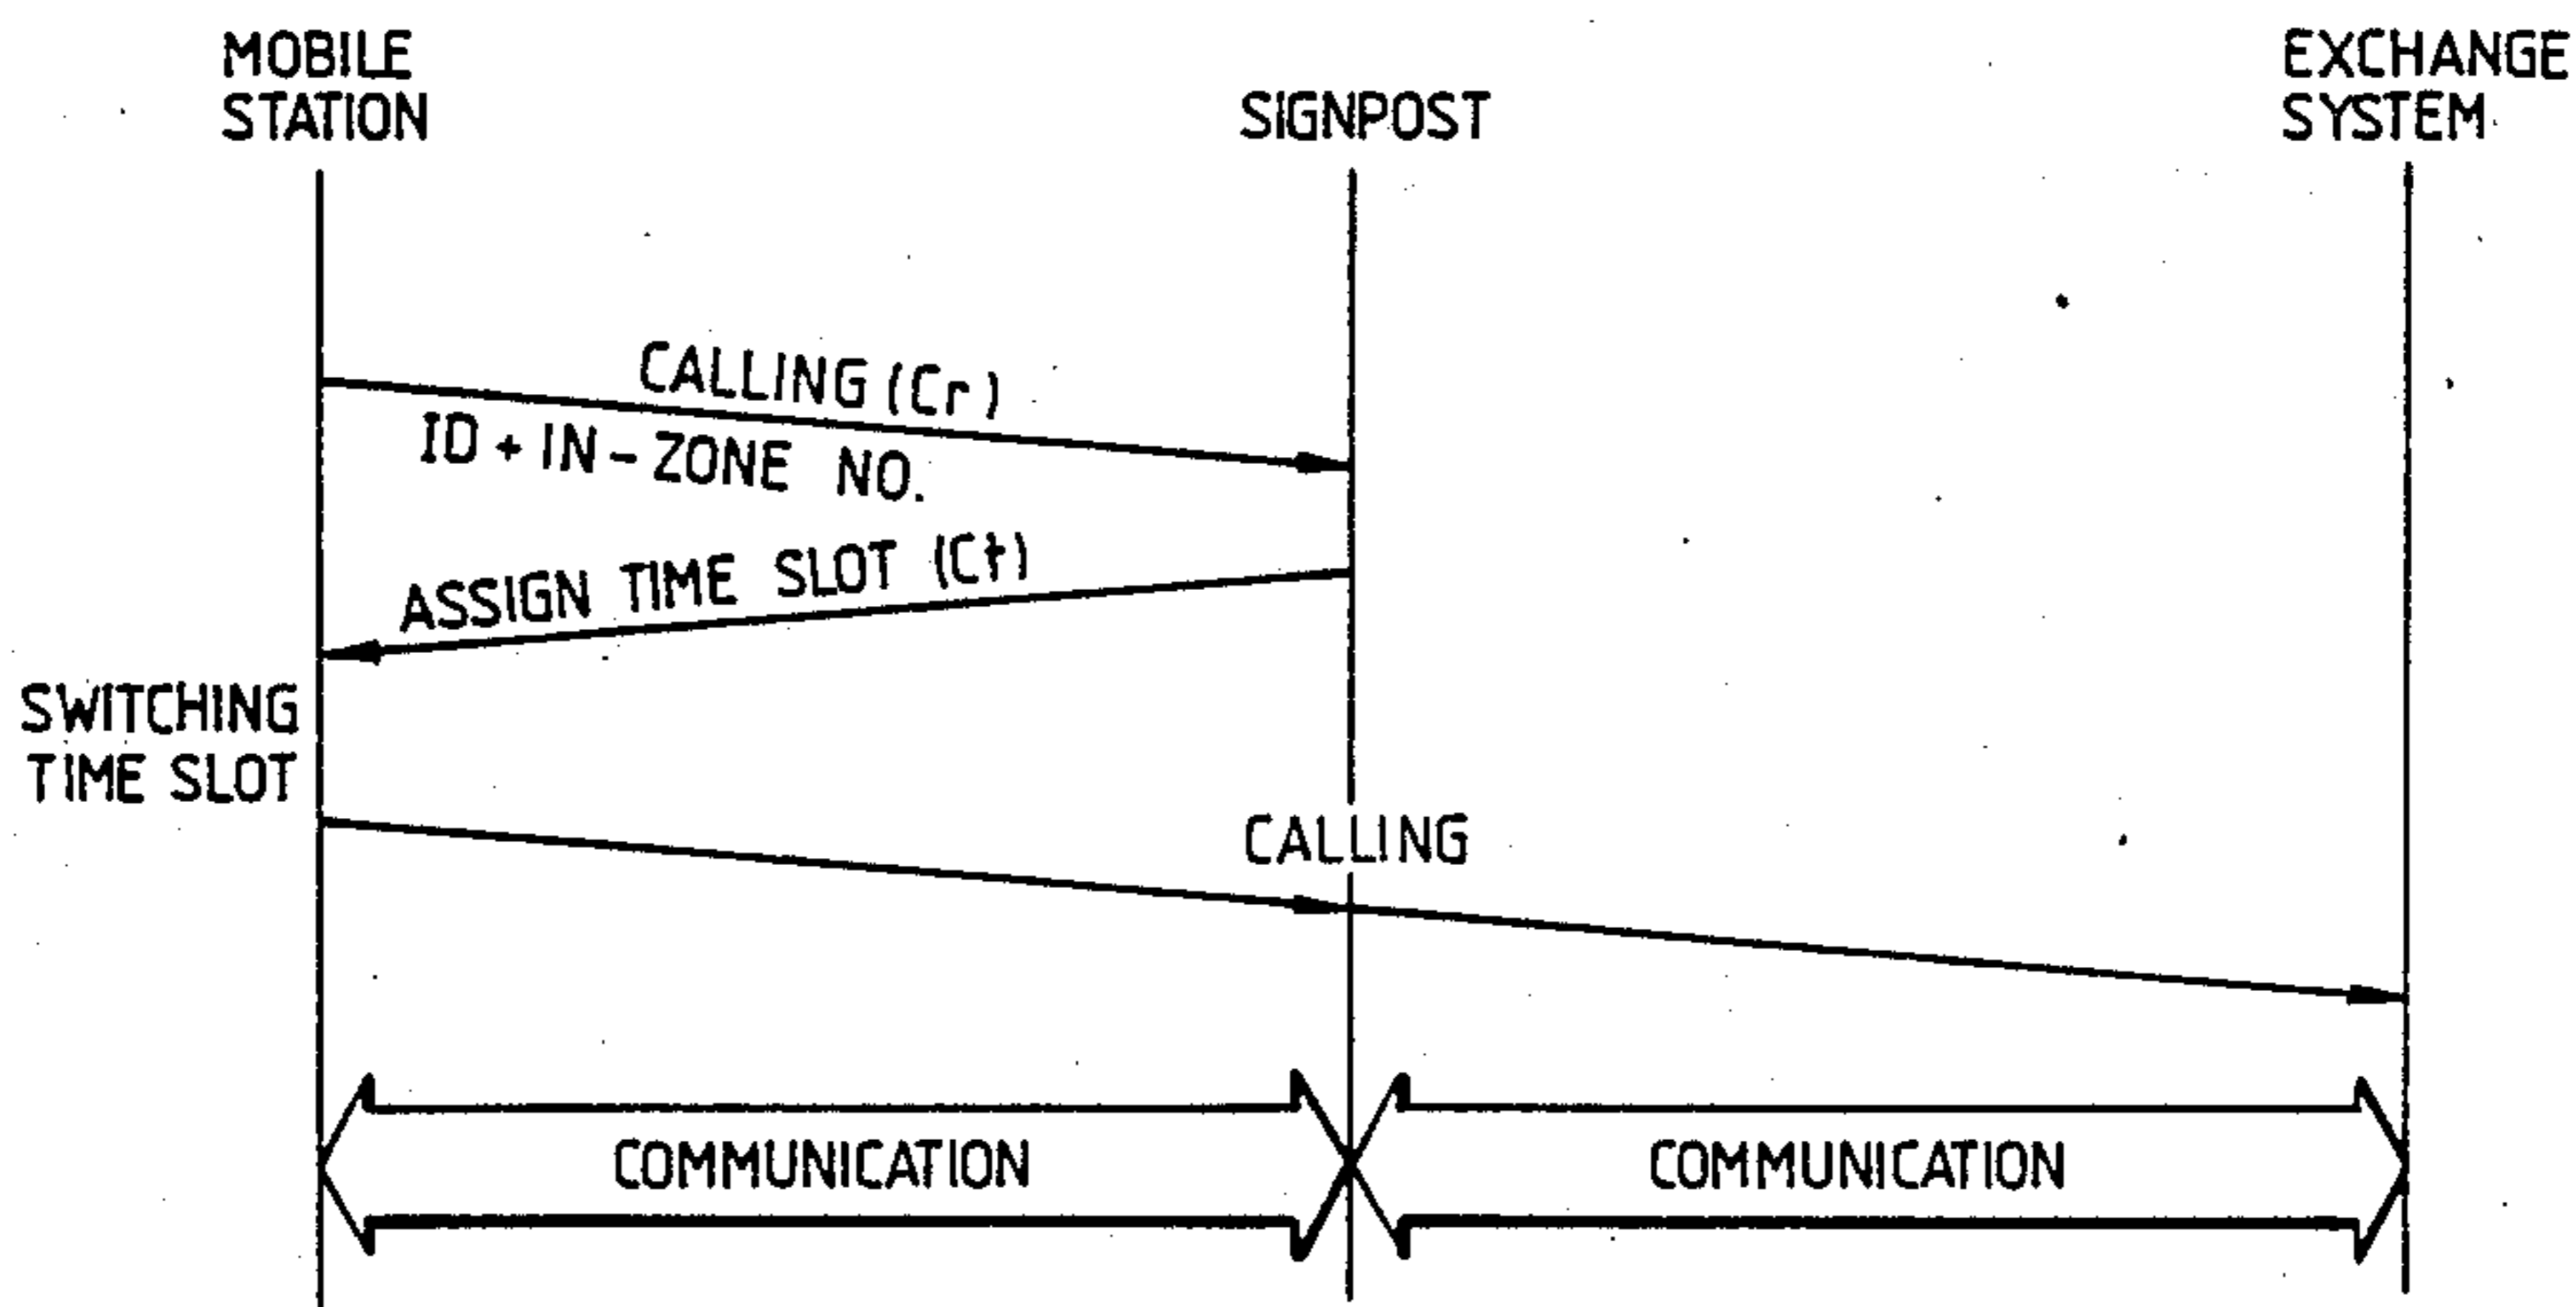 MOBILE
STATION
SIGNPOST
EXCHANGE
SYSTEM
CALLING (Cr)
ID + IN-ZONE NO.
ASSIGN TIME SLOT (Ct)
SWITCHING
TIME SLOT
CALLING
COMMUNICATION
COMMUNICATION